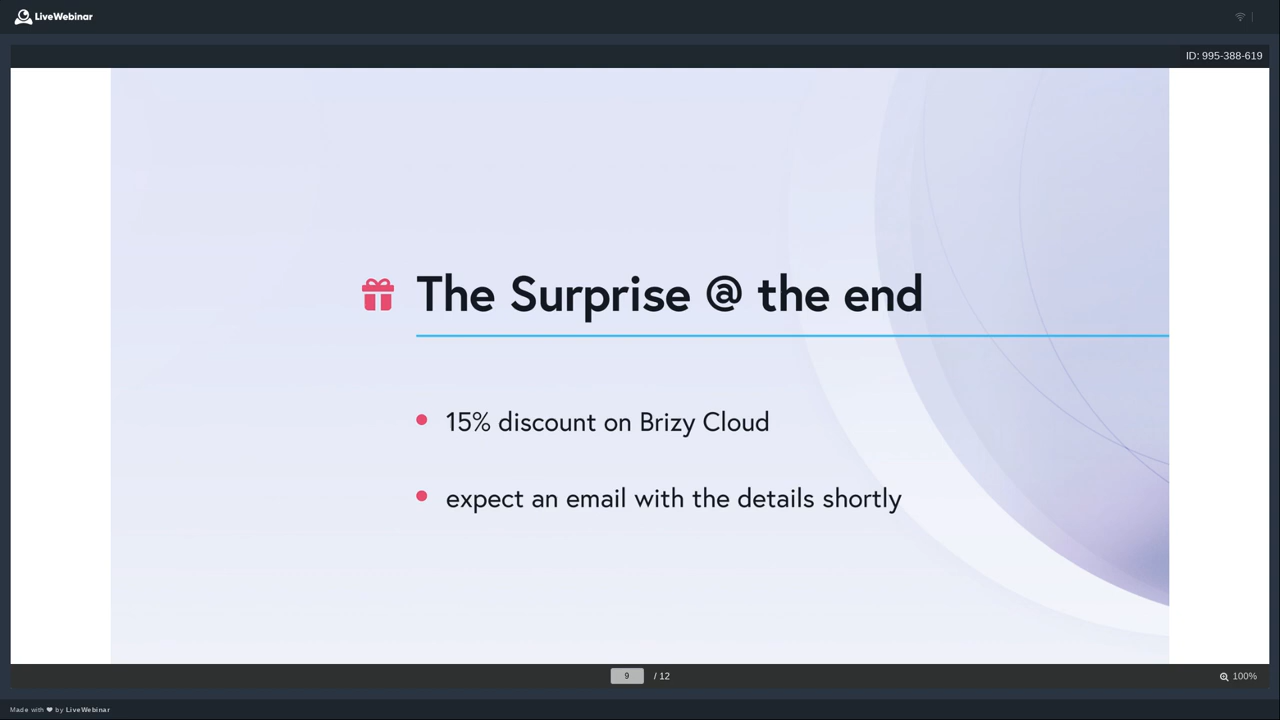 LiveWebinar
ID: 995-388-619
The Surprise @ the end
15% discount on Brizy Cloud
expect an email with the details shortly
9 / 12
100%
Made with ❤ by LiveWebinar